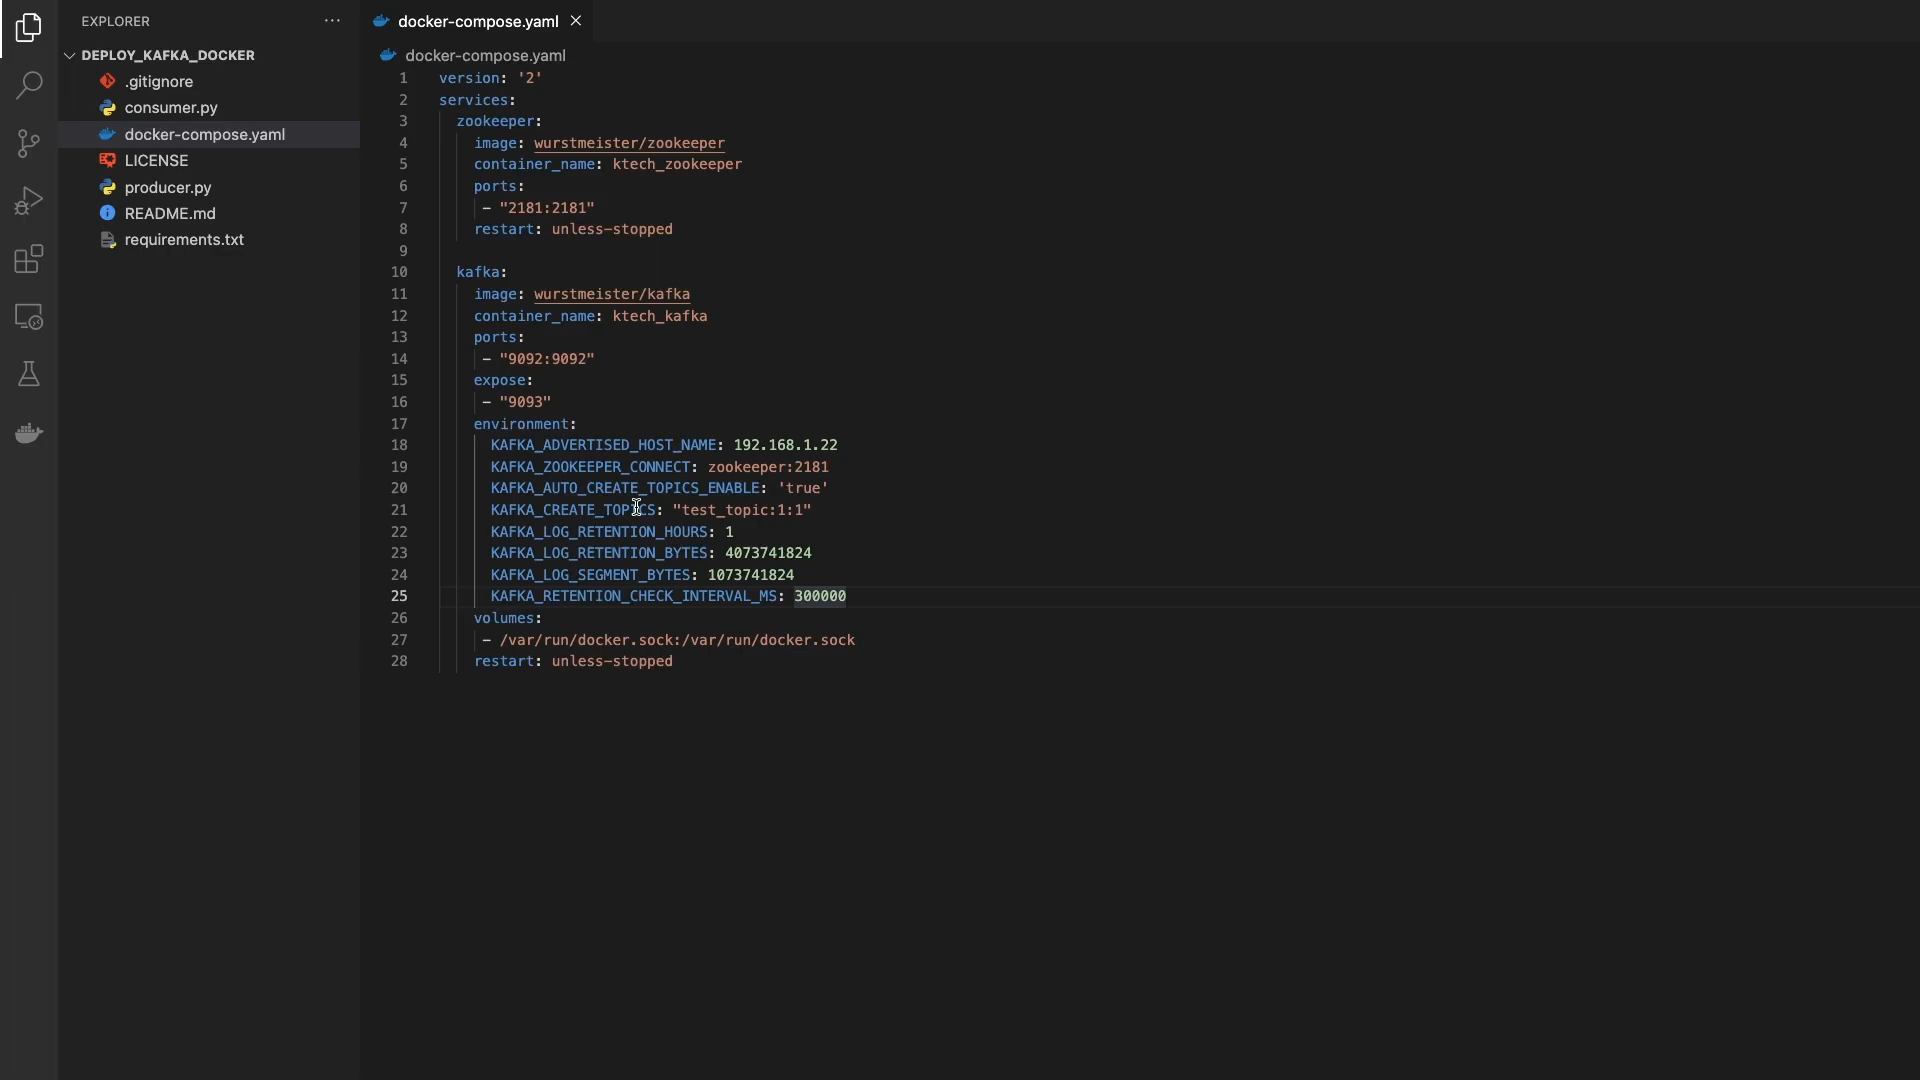 EXPLORER
DEPLOY_KAFKA_DOCKER
.gitignore
consumer.py
docker-compose.yaml
LICENSE
producer.py
README.md
requirements.txt
docker-compose.yaml
docker-compose.yaml
1 version: '2'
2 services:
3 zookeeper:
4 image: wurstmeister/zookeeper
5 container_name: ktech_zookeeper
6 ports:
7 - "2181:2181"
8 restart: unless-stopped
9
10 kafka:
11 image: wurstmeister/kafka
12 container_name: ktech_kafka
13 ports:
14 - "9092:9092"
15 expose:
16 - "9093"
17 environment:
18 KAFKA_ADVERTISED_HOST_NAME: 192.168.1.22
19 KAFKA_ZOOKEEPER_CONNECT: zookeeper:2181
20 KAFKA_AUTO_CREATE_TOPICS_ENABLE: 'true'
21 KAFKA_CREATE_TOPICS: "test_topic:1:1"
22 KAFKA_LOG_RETENTION_HOURS: 1
23 KAFKA_LOG_RETENTION_BYTES: 4073741824
24 KAFKA_LOG_SEGMENT_BYTES: 1073741824
25 KAFKA_RETENTION_CHECK_INTERVAL_MS: 300000
26 volumes:
27 - /var/run/docker.sock:/var/run/docker.sock
28 restart: unless-stopped